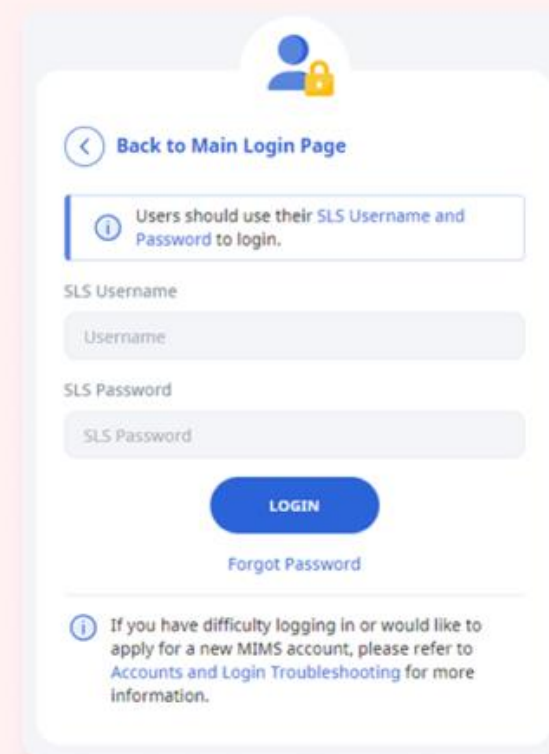 Back to Main Login Page
Users should use their SLS Username and
Password to login.
SLS Username
Username
SLS Password
SLS Password
LOGIN
Forgot Password
If you have difficulty logging in or would like to
apply for a new MIMS account, please refer to
Accounts and Login Troubleshooting for more
information.